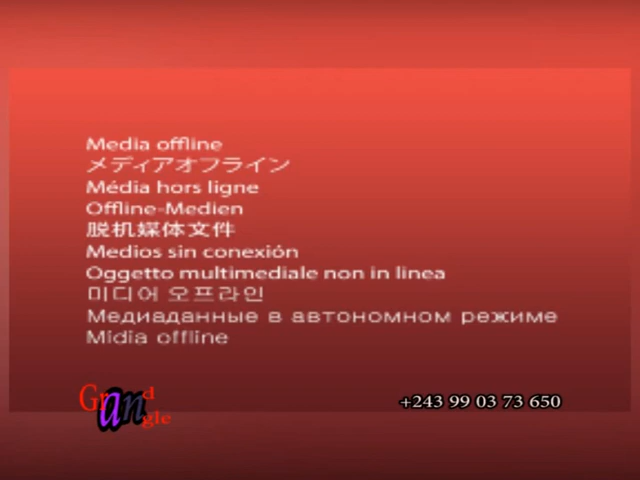 Media offline
メディアオフライン
Média hors ligne
Offline-Medien
脱机媒体文件
Medios sin conexión
Oggetto multimediale non in linea
미디어 오프라인
Медиаданные в автономном режиме
Mídia offline
Grand
angle
+243 99 03 73 650